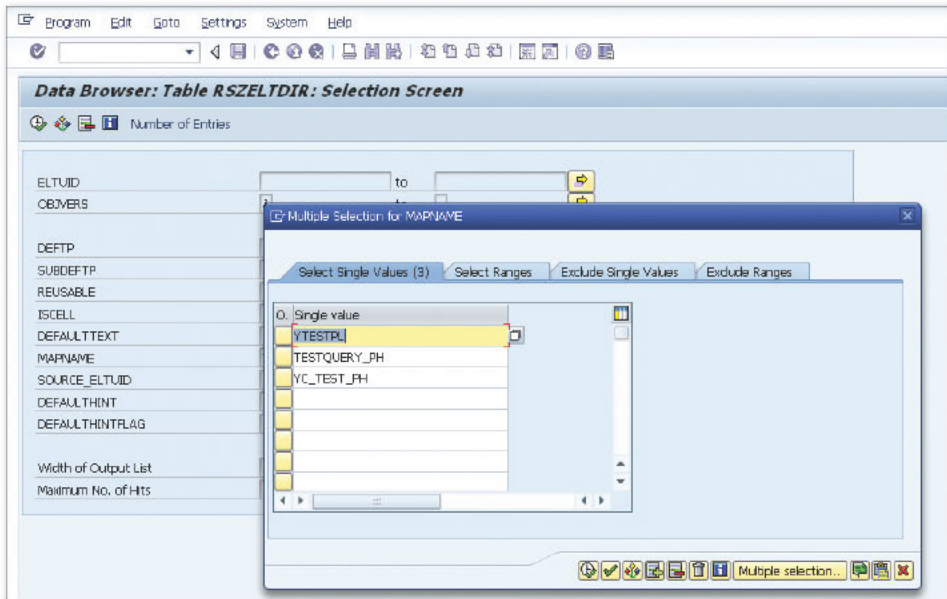 Program Edit Goto Settings System Help
Data Browser: Table RSZELTDIR: Selection Screen
Number of Entries
ELTUID to
OBJVERS
Multiple Selection for MAPNAME
DEFTP
SUBDEFTP
REUSABLE
ISCELL
DEFAULTTEXT
MAPNAME
SOURCE_ELTUID
DEFAULTHINT
DEFAULTHINTFLAG
Width of Output List
Maximum No. of Hits
Select Single Values (3) Select Ranges Exclude Single Values Exclude Ranges
O. Single value
YTESTPL
TESTQUERY_PH
YC_TEST_PH
Multiple selection..